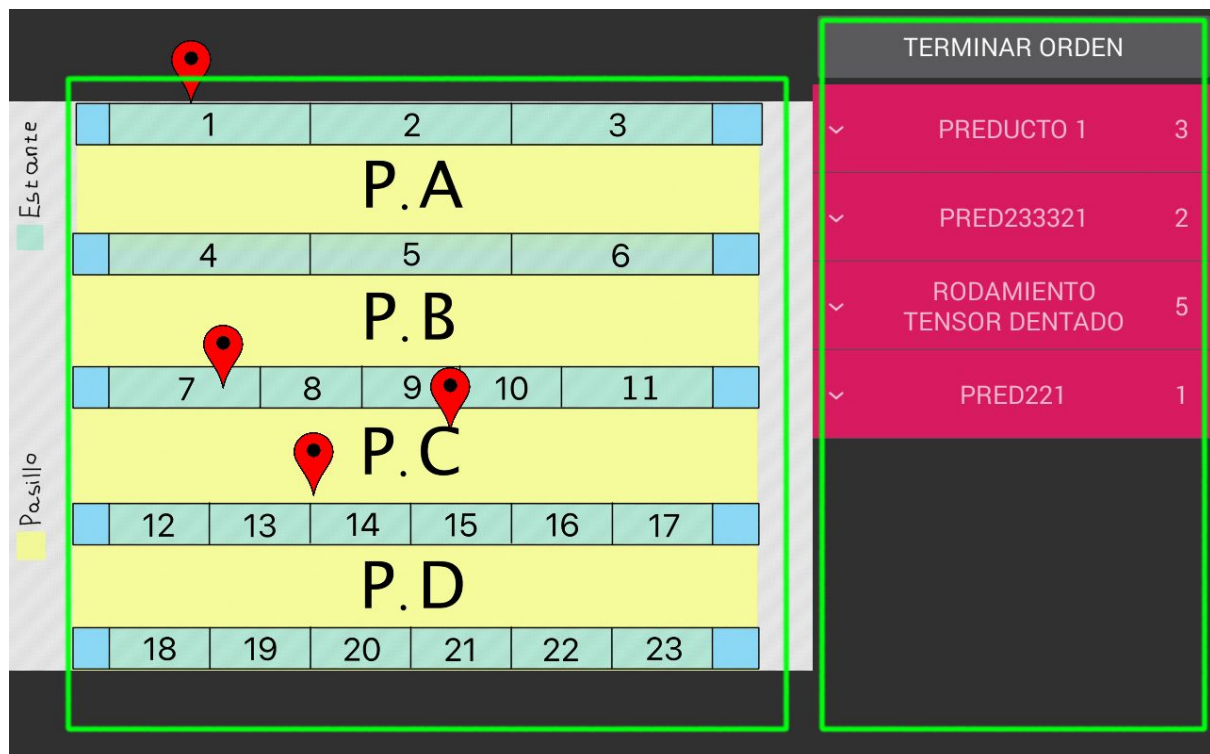 Estante
Pasillo
1 2 3
P.A
4 5 6
P.B
7 8 9 10 11
P.C
12 13 14 15 16 17
P.D
18 19 20 21 22 23
TERMINAR ORDEN
PREDUCTO 1 3
PRED233321 2
RODAMIENTO
TENSOR DENTADO 5
PRED221 1